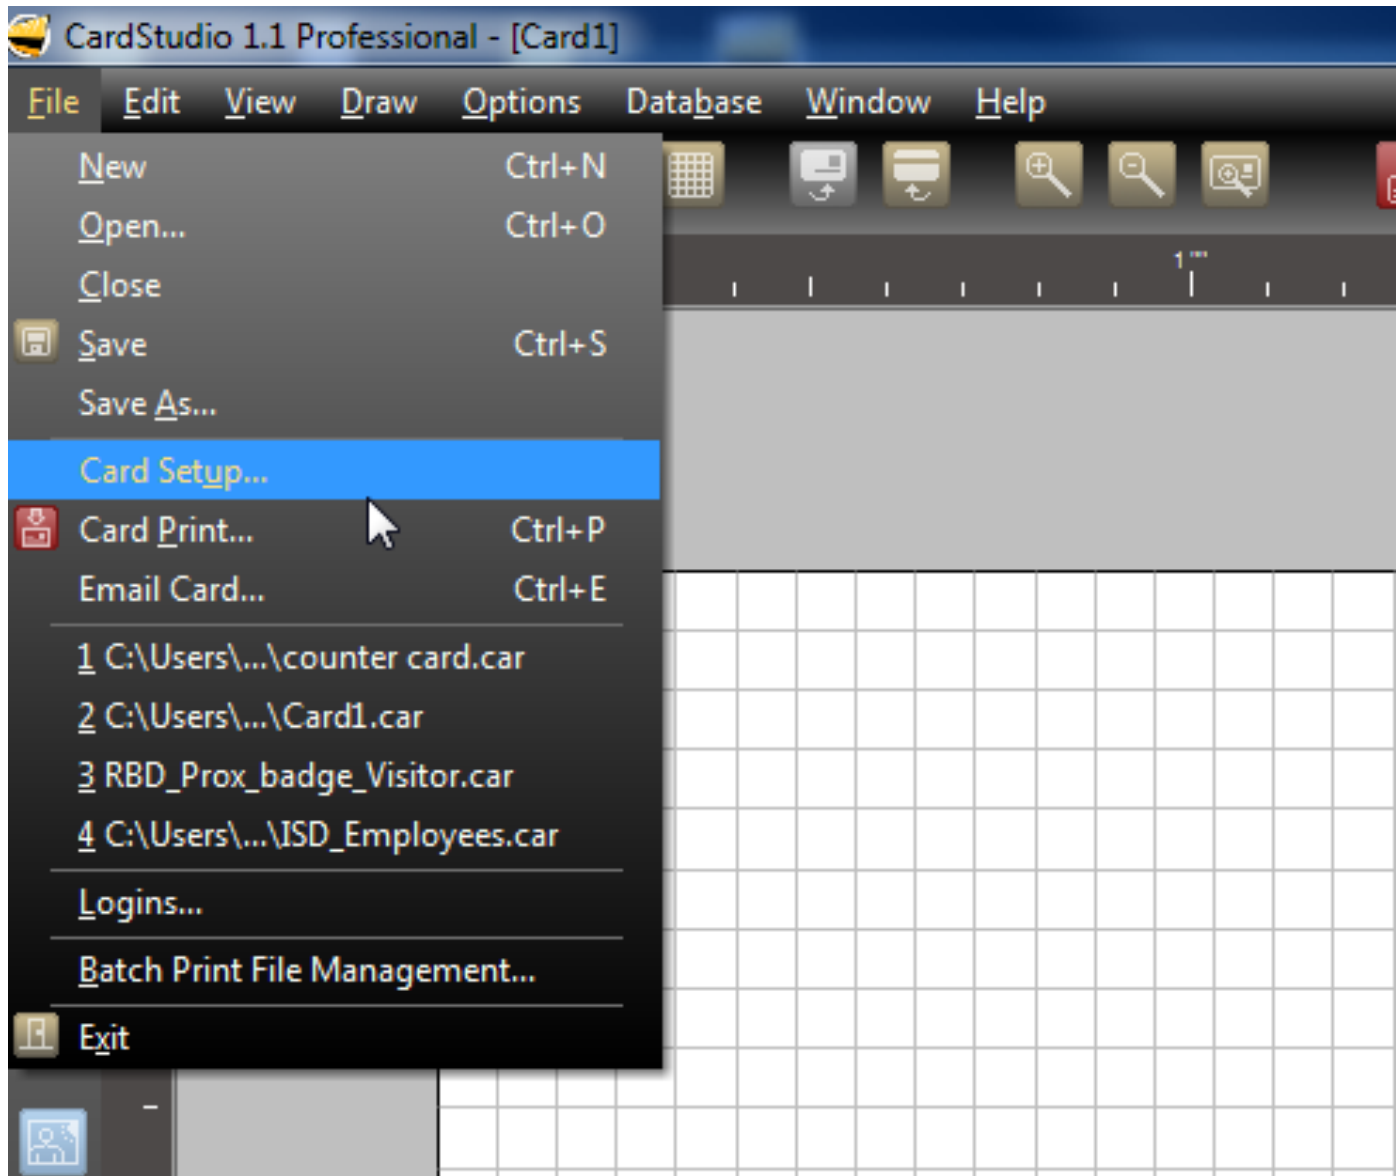 CardStudio 1.1 Professional - [Card1]
File Edit View Draw Options Database Window Help
New Ctrl+N
Open... Ctrl+O
Close
Save Ctrl+S
Save As...
Card Setup...
Card Print... Ctrl+P
Email Card... Ctrl+E
1 C:\Users\...\counter card.car
2 C:\Users\...\Card1.car
3 RBD_Prox_badge_Visitor.car
4 C:\Users\...\ISD_Employees.car
Logins...
Batch Print File Management...
Exit
1""